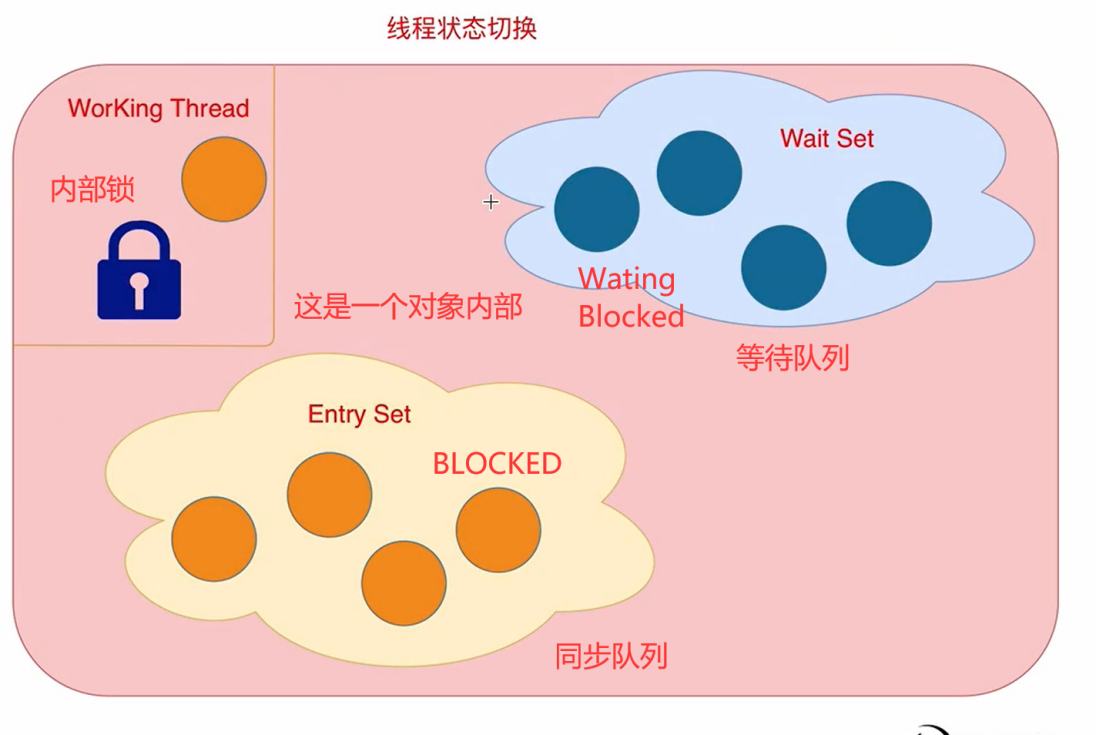 线程状态切换
WorKing Thread
内部锁
Wait Set
Wating
Blocked
这是一个对象内部
等待队列
Entry Set
BLOCKED
同步队列